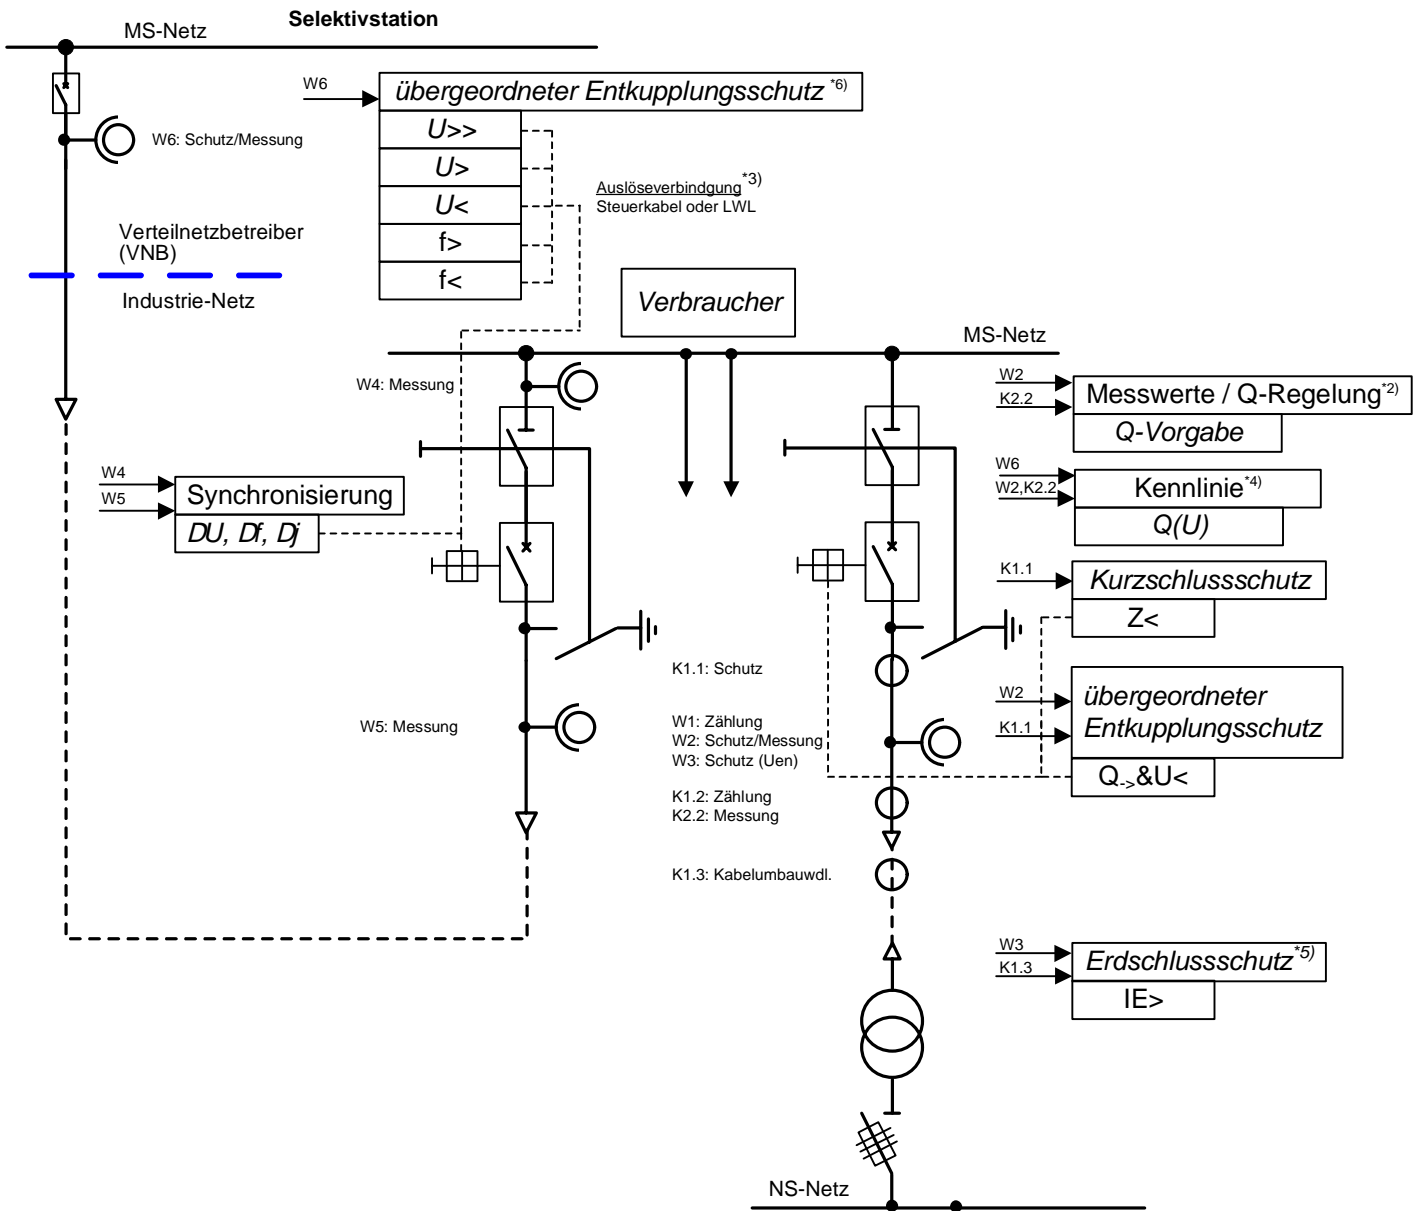 Selektivstation
MS-Netz
W6
übergeordneter Entkupplungsschutz *6)
U>>
U>
U<
f>
f<
W6: Schutz/Messung
Auslöseverbindgung*3)
Steuerkabel oder LWL
Verteilnetzbetreiber
(VNB)
Industrie-Netz
Verbraucher
MS-Netz
W4: Messung
W2
K2.2
Messwerte / Q-Regelung*2)
Q-Vorgabe
W4
W5
Synchronisierung
DU, Df, Dj
W6
W2,K2.2
Kennlinie*4)
Q(U)
K1.1
Kurzschlussschutz
Z<
K1.1: Schutz
W5: Messung
W1: Zählung
W2: Schutz/Messung
W3: Schutz (Uen)
W2
K1.1
übergeordneter
Entkupplungsschutz
Q->&U<
K1.2: Zählung
K2.2: Messung
K1.3: Kabelumbauwdl.
W3
K1.3
Erdschlussschutz*5)
IE>
NS-Netz